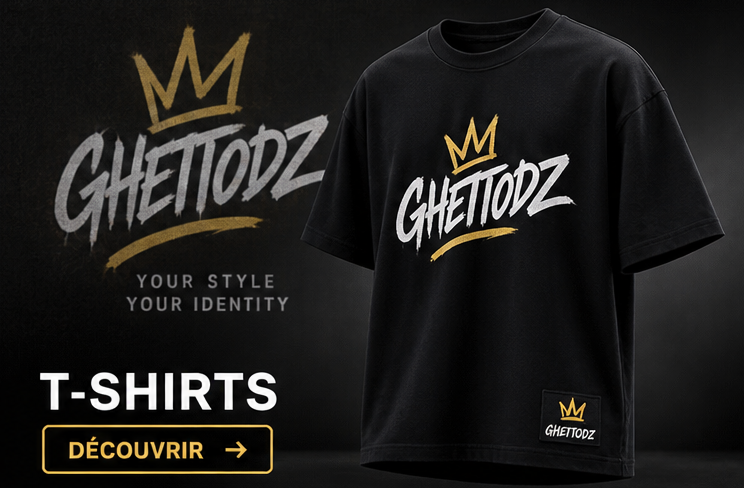 GHETTODZ
YOUR STYLE
YOUR IDENTITY
T-SHIRTS
DÉCOUVRIR →
GHETTODZ
GHETTODZ